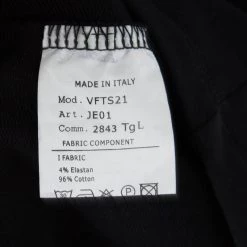 MADE IN ITALY
Mod. VFTS21
Art. JE01
Comm. 2843 TgL
FABRIC COMPONENT
I FABRIC
4% Elastan
96% Cotton